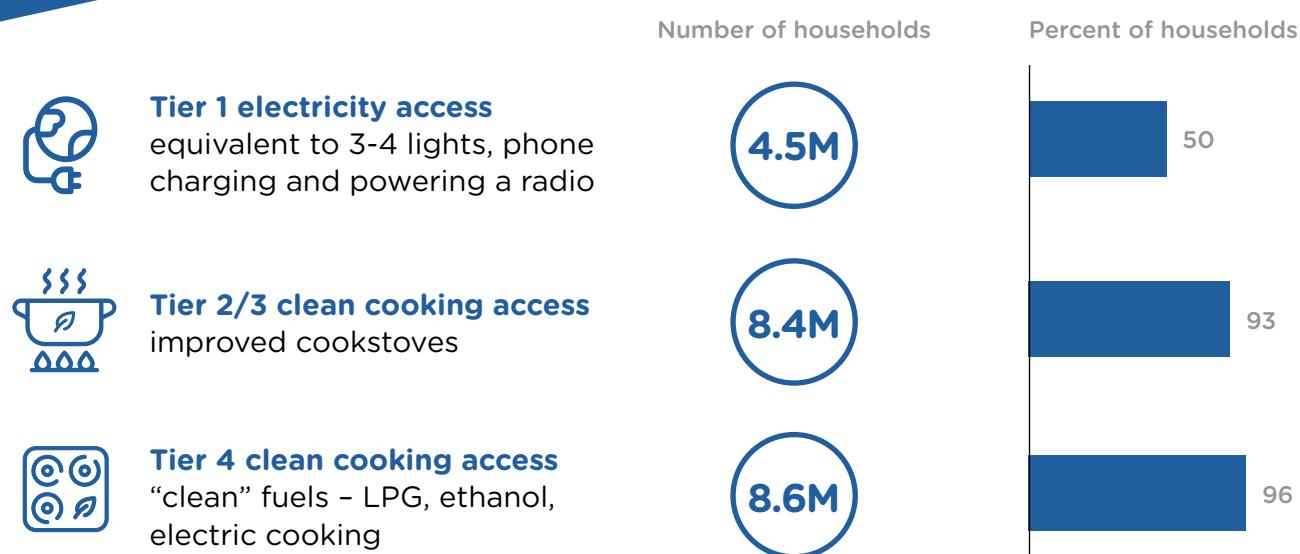 Number of households
Percent of households
Tier 1 electricity access
equivalent to 3-4 lights, phone
charging and powering a radio
4.5M
50
Tier 2/3 clean cooking access
improved cookstoves
8.4M
93
Tier 4 clean cooking access
“clean” fuels – LPG, ethanol,
electric cooking
8.6M
96